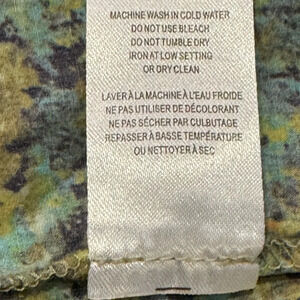 MACHINE WASH IN COLD WATER
DO NOT USE BLEACH
DO NOT TUMBLE DRY
IRON AT LOW SETTING
OR DRY CLEAN
LAVER À LA MACHINE À L'EAU FROIDE
NE PAS UTILISER DE DÉCOLORANT
NE PAS SÉCHER PAR CULBUTAGE
REPASSER À BASSE TEMPÉRATURE
OU NETTOYER À SEC